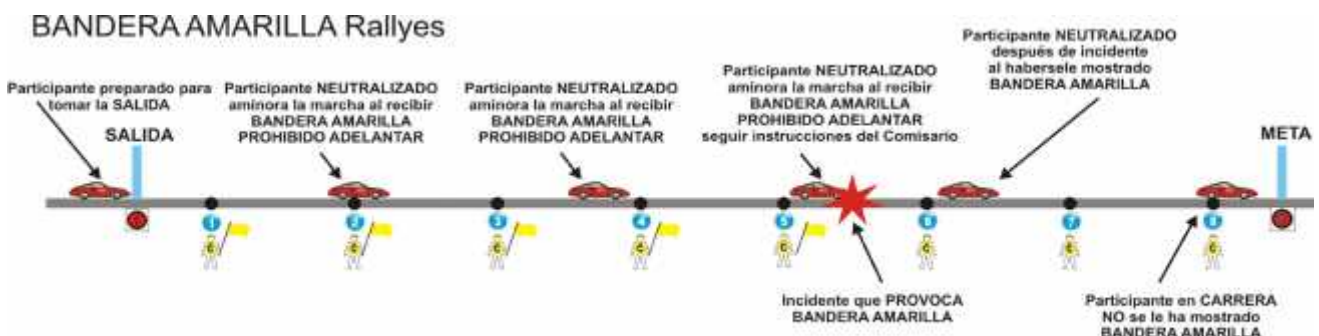 BANDERA AMARILLA Rallyes
Participante preparado para
tomar la SALIDA
SALIDA
Participante NEUTRALIZADO
aminora la marcha al recibir
BANDERA AMARILLA
PROHIBIDO ADELANTAR
Participante NEUTRALIZADO
aminora la marcha al recibir
BANDERA AMARILLA
PROHIBIDO ADELANTAR
Participante NEUTRALIZADO
aminora la marcha al recibir
BANDERA AMARILLA
PROHIBIDO ADELANTAR
seguir instrucciones del Comisario
Participante NEUTRALIZADO
después de incidente
al habersele mostrado
BANDERA AMARILLA
META
1
2
3
4
5
6
7
8
C
C
C
C
C
C
C
C
Incidente que PROVOCA
BANDERA AMARILLA
Participante en CARRERA
NO se le ha mostrado
BANDERA AMARILLA